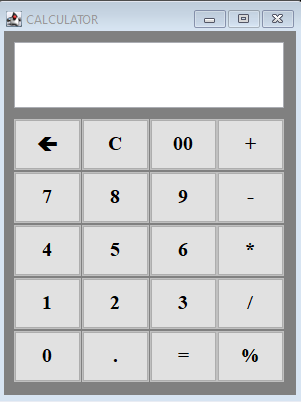 CALCULATOR
← C 00 +
7 8 9 -
4 5 6 *
1 2 3 /
0 . = %